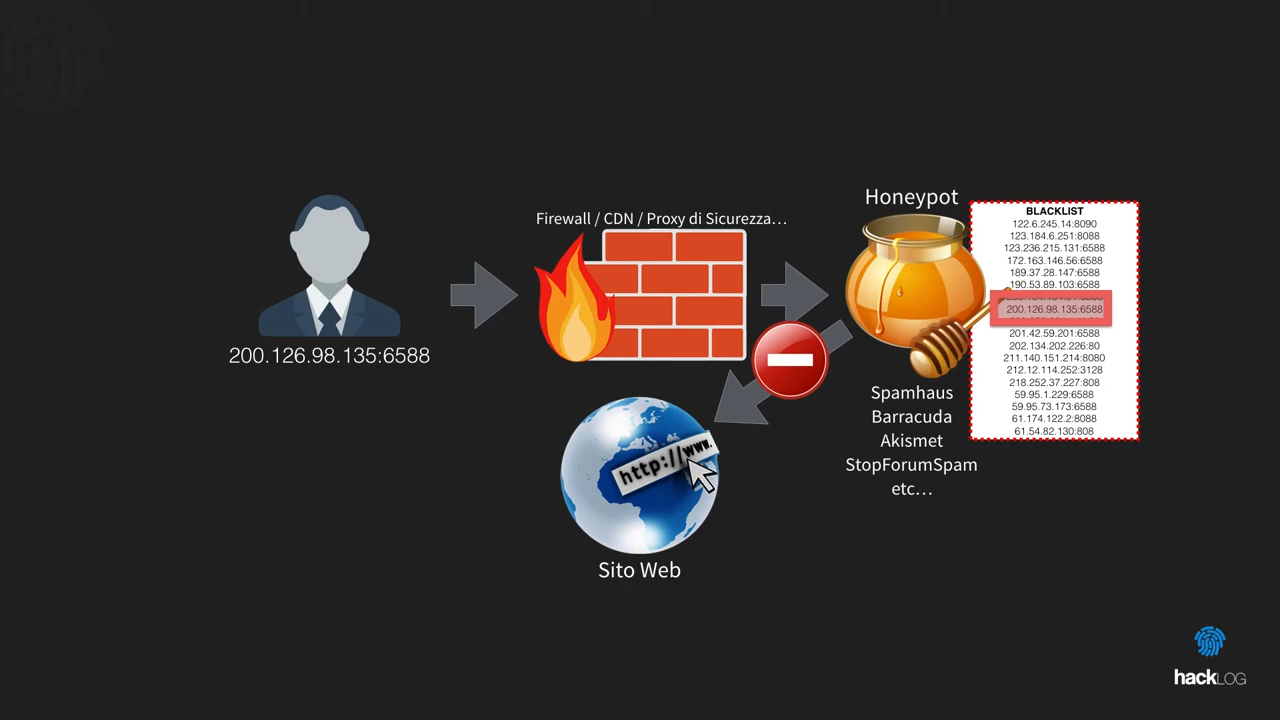 Honeypot
Firewall / CDN / Proxy di Sicurezza...
200.126.98.135:6588
BLACKLIST
122.6.245.14:8090
123.184.6.251:8088
123.236.215.131:6588
172.163.146.56:6588
189.37.28.147:6588
190.53.89.103:6588
200.126.98.135:6588
201.42.59.201:6588
202.134.202.226:80
211.140.151.214:8080
212.12.114.252:3128
218.252.37.227:808
59.95.1.229:6588
59.95.73.173:6588
61.174.122.2:8088
61.54.82.130:808
Spamhaus
Barracuda
Akismet
StopForumSpam
etc...
http://www.
Sito Web
hackLOG